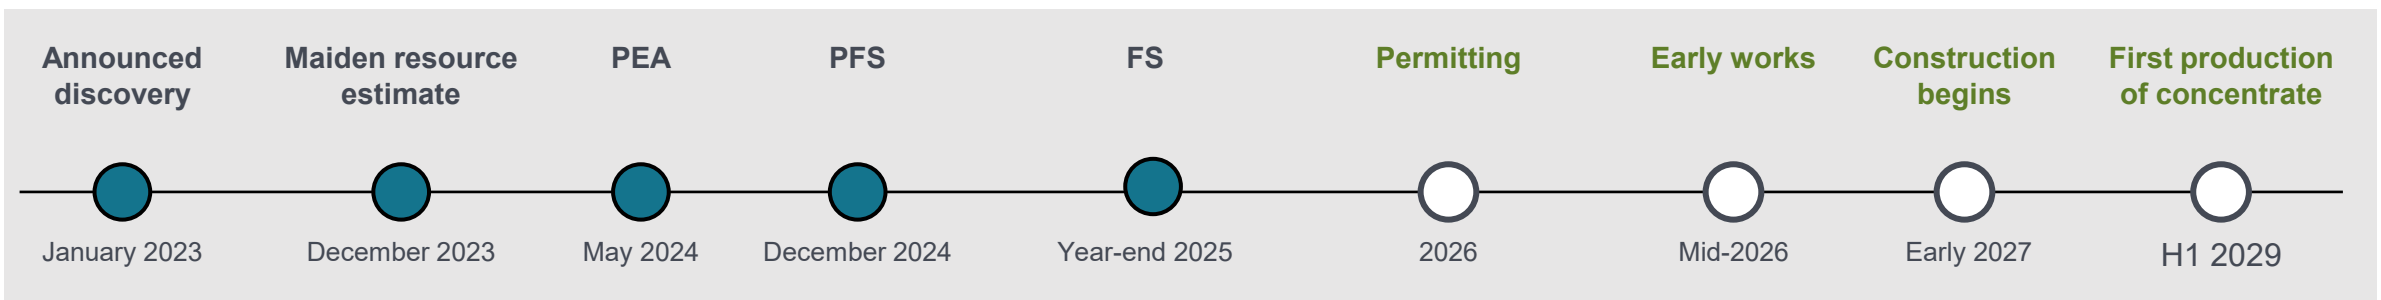 Announced
discovery
Maiden resource
estimate
PEA
PFS
FS
Permitting
Early works
Construction
begins
First production
of concentrate
January 2023
December 2023
May 2024
December 2024
Year-end 2025
2026
Mid-2026
Early 2027
H1 2029